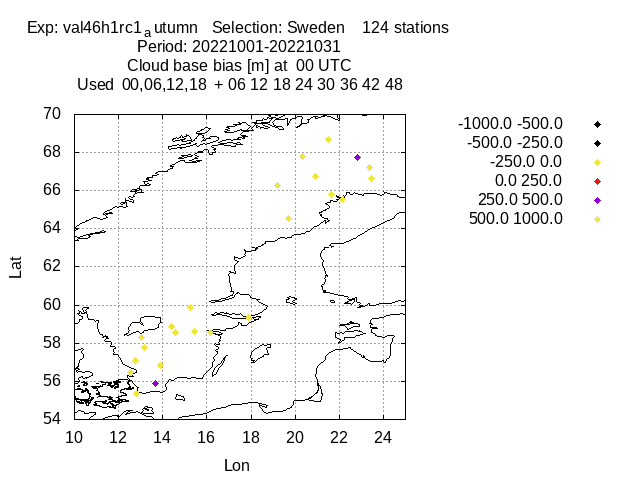 Exp: val46h1rc1autumn Selection: Sweden 124 stations
Period: 20221001-20221031
Cloud base bias [m] at 00 UTC
Used 00,06,12,18 + 06 12 18 24 30 36 42 48
-1000.0 -500.0
-500.0 -250.0
-250.0 0.0
0.0 250.0
250.0 500.0
500.0 1000.0
70
68
66
64
62
60
58
56
54
Lat
10 12 14 16 18 20 22 24
Lon